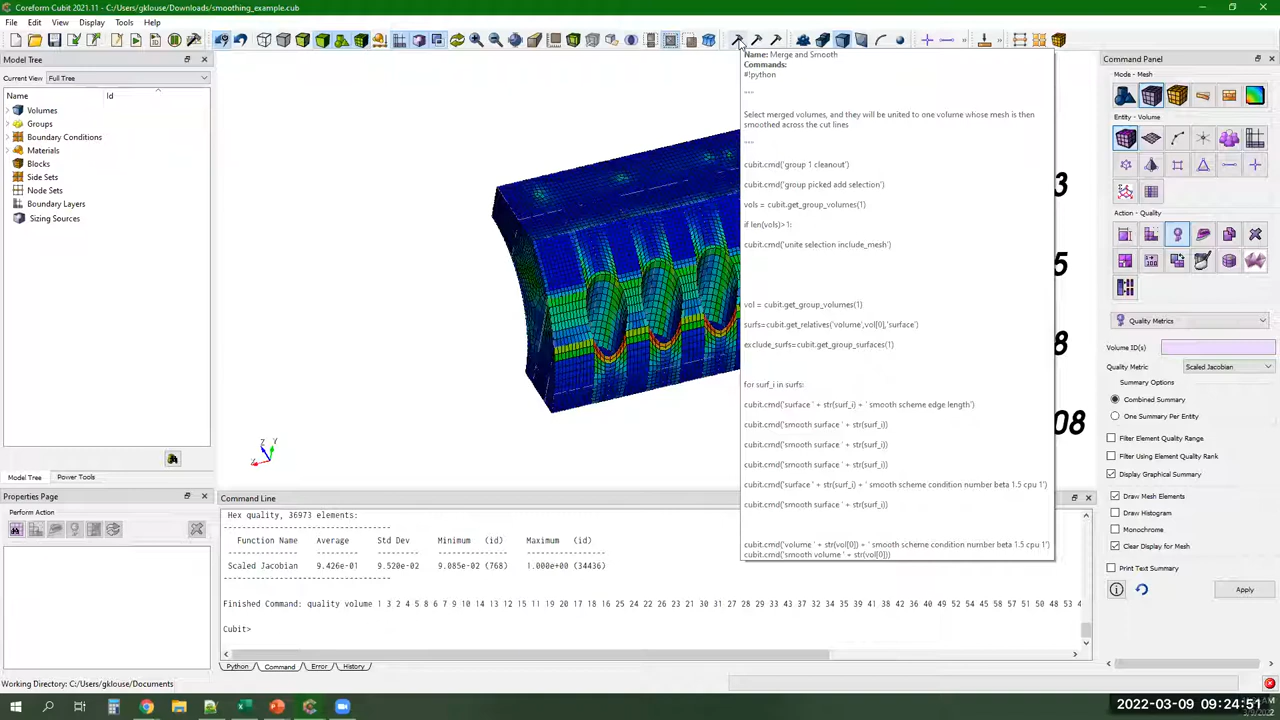 Coreform Cubit 2021.11 - C:/Users/gklouse/Downloads/smoothing_example.cub
File Edit View Display Tools Help
Model Tree
Current View: Full Tree
Name Id
Volumes
Groups
Boundary Conditions
Materials
Blocks
Side Sets
Node Sets
Boundary Layers
Sizing Sources
Model Tree Power Tools
Properties Page
Perform Action
Z Y X
Name: Merge and Smooth
Commands:
#!python
"""
Select merged volumes, and they will be united to one volume whose mesh is then
smoothed across the cut lines
"""
cubit.cmd('group 1 cleanout')
cubit.cmd('group picked add selection')
vols = cubit.get_group_volumes(1)
if len(vols)>1:
cubit.cmd('unite selection include_mesh')
vol = cubit.get_group_volumes(1)
surfs=cubit.get_relatives('volume',vol[0],'surface')
exclude_surfs=cubit.get_group_surfaces(1)
for surf_i in surfs:
cubit.cmd('surface ' + str(surf_i) + ' smooth scheme edge length')
cubit.cmd('smooth surface ' + str(surf_i))
cubit.cmd('smooth surface ' + str(surf_i))
cubit.cmd('smooth surface ' + str(surf_i))
cubit.cmd('surface ' + str(surf_i) + ' smooth scheme condition number beta 1.5 cpu 1')
cubit.cmd('smooth surface ' + str(surf_i))
cubit.cmd('volume ' + str(vol[0]) + ' smooth scheme condition number beta 1.5 cpu 1')
cubit.cmd('smooth volume ' + str(vol[0]))
3
5
8
08
Command Line
Hex quality, 36973 elements:
------------------------------------
Function Name Average Std Dev Minimum (id) Maximum (id)
--------------- --------- --------- --------------- ---------------
Scaled Jacobian 9.426e-01 9.520e-02 9.085e-02 (768) 1.000e+00 (34436)
------------------------------------
Finished Command: quality volume 1 3 2 4 5 8 6 7 9 10 14 13 12 15 11 19 20 17 18 16 25 24 22 26 28 23 21 30 31 27 29 35 34 33 32 37 39 41 38 42 36 40 49 52 54 45 58 57 51 50 48 53 4
Cubit>
Python Command Error History
Working Directory: C:/Users/gklouse/Documents
Command Panel
Mode - Mesh
Entity - Volume
Action - Quality
Quality Metrics
Volume ID(s)
Quality Metric Scaled Jacobian
Summary Options
Combined Summary
One Summary Per Entity
Filter Element Quality Range
Filter Using Element Quality Rank
Display Graphical Summary
Draw Mesh Elements
Draw Histogram
Monochrome
Clear Display for Mesh
Print Text Summary
Apply
2022-03-09 09:24:51